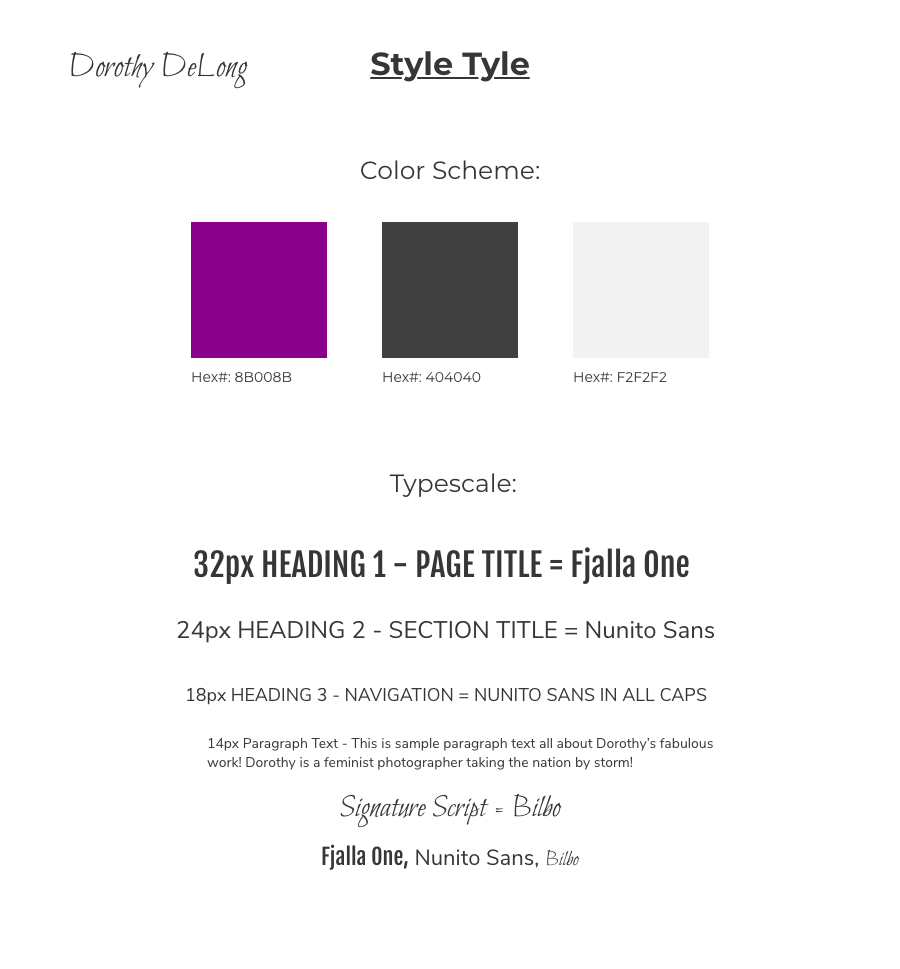 Dorothy DeLong
Style Tyle
Color Scheme:
Hex#: 8B008B
Hex#: 404040
Hex#: F2F2F2
Typescale:
32px HEADING 1 - PAGE TITLE = Fjalla One
24px HEADING 2 - SECTION TITLE = Nunito Sans
18px HEADING 3 - NAVIGATION = NUNITO SANS IN ALL CAPS
14px Paragraph Text - This is sample paragraph text all about Dorothy's fabulous
work! Dorothy is a feminist photographer taking the nation by storm!
Signature Script = Bilbo
Fjalla One, Nunito Sans, Bilbo